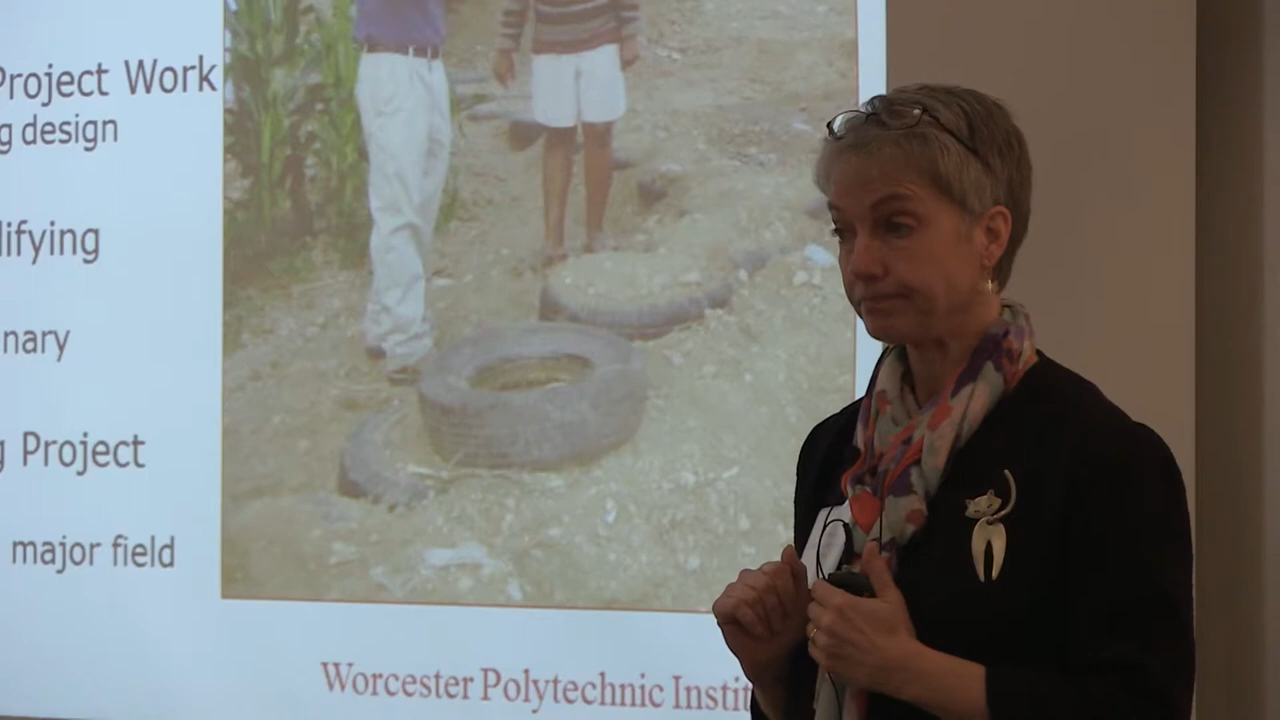 Project Work
g design
lifying
nary
g Project
major field
Worcester Polytechnic Instit